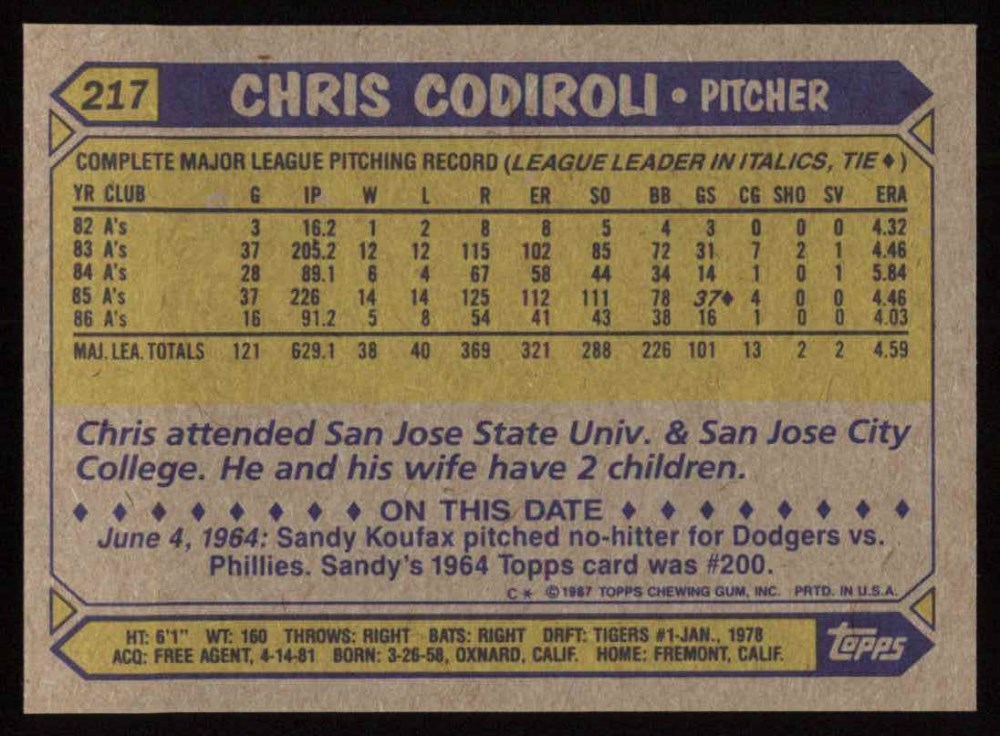 217 CHRIS CODIROLI • PITCHER
COMPLETE MAJOR LEAGUE PITCHING RECORD (LEAGUE LEADER IN ITALICS, TIE ♦)
YR CLUB G IP W L R ER SO BB GS CG SHO SV ERA
82 A's 3 16.2 1 2 8 8 5 4 3 0 0 0 4.32
83 A's 37 205.2 12 12 115 102 85 72 31 7 2 1 4.46
84 A's 28 89.1 6 4 67 58 44 34 14 1 0 1 5.84
85 A's 37 226 14 14 125 112 111 78 37♦ 4 0 0 4.46
86 A's 16 91.2 5 8 54 41 43 38 16 1 0 0 4.03
MAJ. LEA. TOTALS 121 629.1 38 40 369 321 288 226 101 13 2 2 4.59
Chris attended San Jose State Univ. & San Jose City
College. He and his wife have 2 children.
♦ ♦ ♦ ♦ ♦ ♦ ♦ ♦ ON THIS DATE ♦ ♦ ♦ ♦ ♦ ♦ ♦ ♦
June 4, 1964: Sandy Koufax pitched no-hitter for Dodgers vs.
Phillies. Sandy's 1964 Topps card was #200.
C* ©1987 TOPPS CHEWING GUM, INC. PRTD. IN U.S.A.
HT: 6'1" WT: 160 THROWS: RIGHT BATS: RIGHT DRFT: TIGERS #1-JAN., 1978
ACQ: FREE AGENT, 4-14-81 BORN: 3-26-58, OXNARD, CALIF. HOME: FREMONT, CALIF.
topps